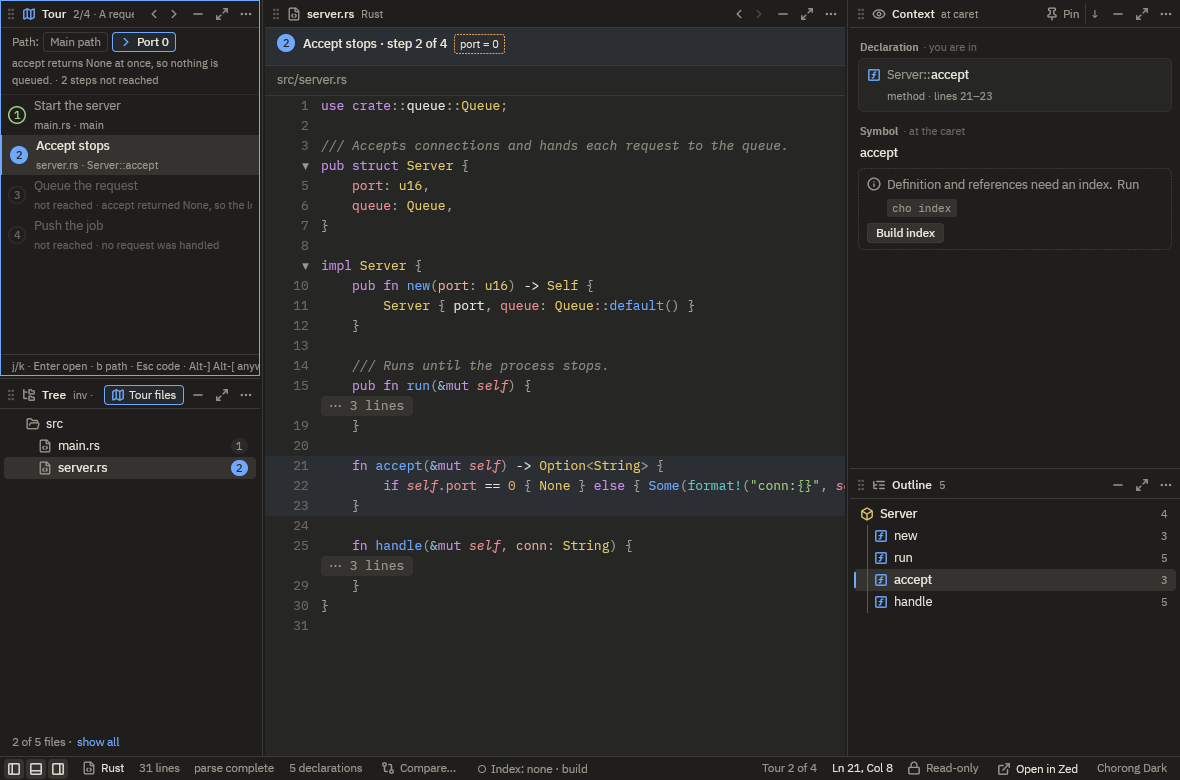 Tour 2/4 · A reque
Path: Main path Port 0
accept returns None at once, so nothing is
queued. · 2 steps not reached
1 Start the server
main.rs · main
2 Accept stops
server.rs · Server::accept
3 Queue the request
not reached · accept returned None, so the l
4 Push the job
not reached · no request was handled
j/k · Enter open · b path · Esc code · Alt-] Alt-[ anyw
Tree inv · Tour files
src
main.rs 1
server.rs 2
2 of 5 files · show all
server.rs Rust
2 Accept stops · step 2 of 4 port = 0
src/server.rs
1 use crate::queue::Queue;
2
3 /// Accepts connections and hands each request to the queue.
▼ pub struct Server {
5 port: u16,
6 queue: Queue,
7 }
8
▼ impl Server {
10 pub fn new(port: u16) -> Self {
11 Server { port, queue: Queue::default() }
12 }
13
14 /// Runs until the process stops.
15 pub fn run(&mut self) {
··· 3 lines
19 }
20
21 fn accept(&mut self) -> Option<String> {
22 if self.port == 0 { None } else { Some(format!("conn:{}", s
23 }
24
25 fn handle(&mut self, conn: String) {
··· 3 lines
29 }
30 }
31
Context at caret Pin ↓
Declaration · you are in
Server::accept
method · lines 21–23
Symbol · at the caret
accept
Definition and references need an index. Run
cho index
Build index
Outline 5
Server 4
new 3
run 5
accept 3
handle 5
Rust 31 lines parse complete 5 declarations Compare... Index: none · build Tour 2 of 4 Ln 21, Col 8 Read-only Open in Zed Chorong Dark